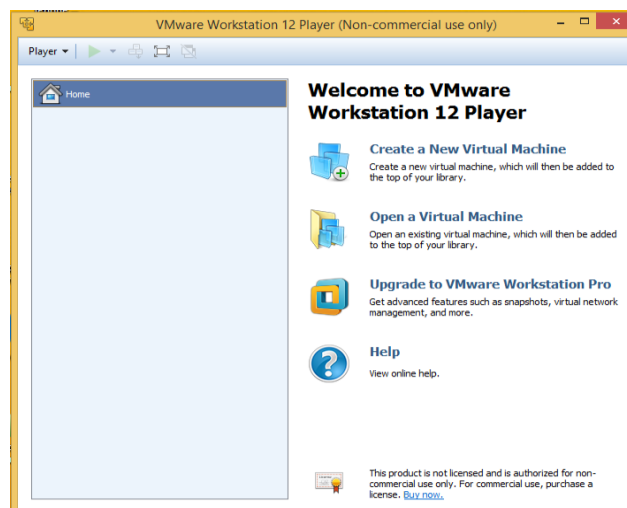 VMware Workstation 12 Player (Non-commercial use only)
Player
Home
Welcome to VMware
Workstation 12 Player
Create a New Virtual Machine
Create a new virtual machine, which will then be added to
the top of your library.
Open a Virtual Machine
Open an existing virtual machine, which will then be added
to the top of your library.
Upgrade to VMware Workstation Pro
Get advanced features such as snapshots, virtual network
management, and more.
Help
View online help.
This product is not licensed and is authorized for non-
commercial use only. For commercial use, purchase a
license. Buy now.